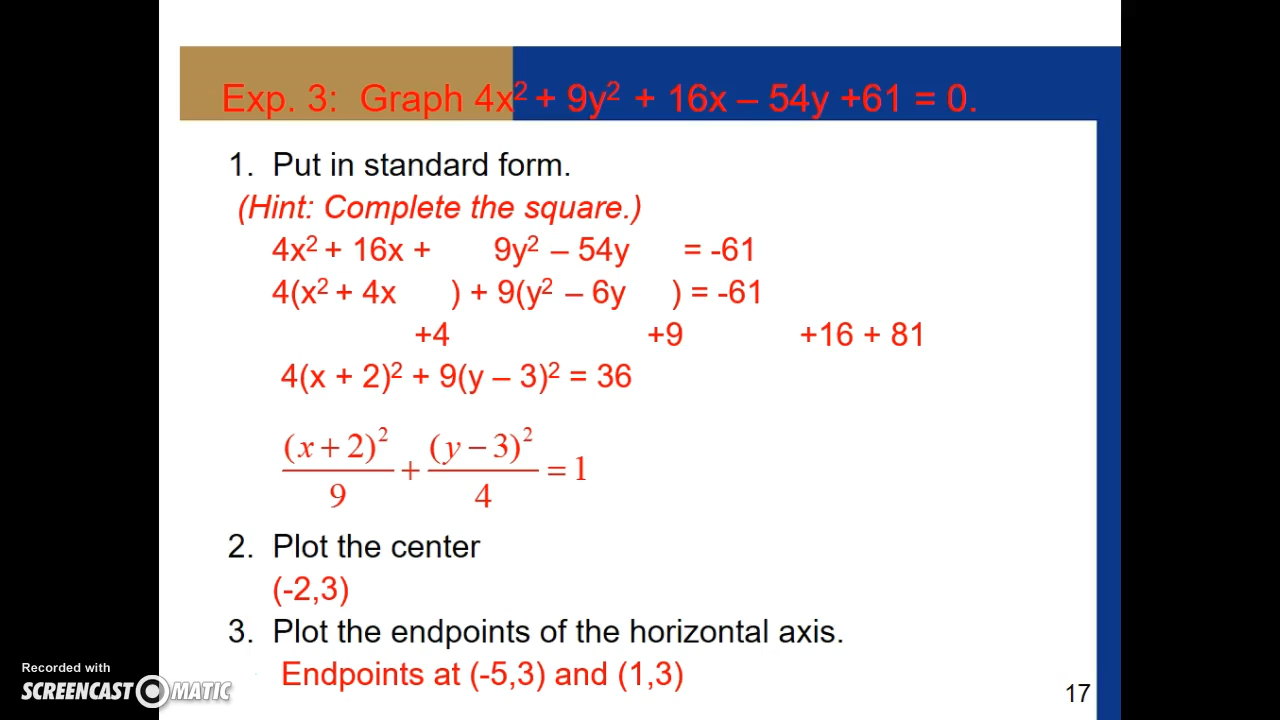 Exp. 3: Graph 4x² + 9y² + 16x – 54y +61 = 0.
1. Put in standard form.
(Hint: Complete the square.)
4x² + 16x + 9y² – 54y = -61
4(x² + 4x ) + 9(y² – 6y ) = -61
+4 +9 +16 + 81
4(x + 2)² + 9(y – 3)² = 36
(x + 2)²/9 + (y – 3)²/4 = 1
2. Plot the center
(-2,3)
3. Plot the endpoints of the horizontal axis.
Endpoints at (-5,3) and (1,3)
17
Recorded with
SCREENCAST MATIC